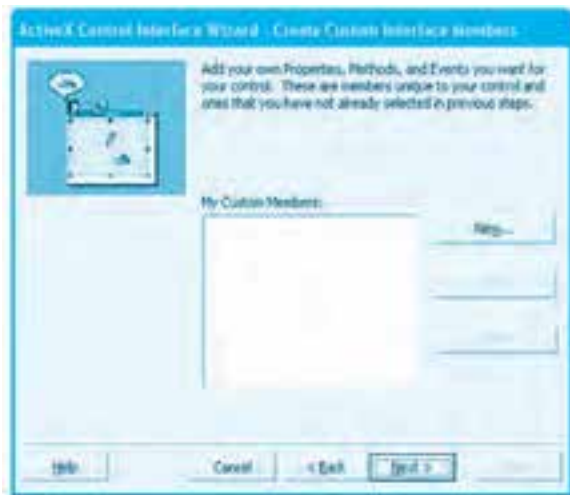 ActiveX Control Interface Wizard - Create Custom Interface Members
Add your own Properties, Methods, and Events you want for
your control. These are members unique to your control and
ones that you have not already selected in previous steps.
My Custom Members:
New...
Help
Cancel
< Back
Next >